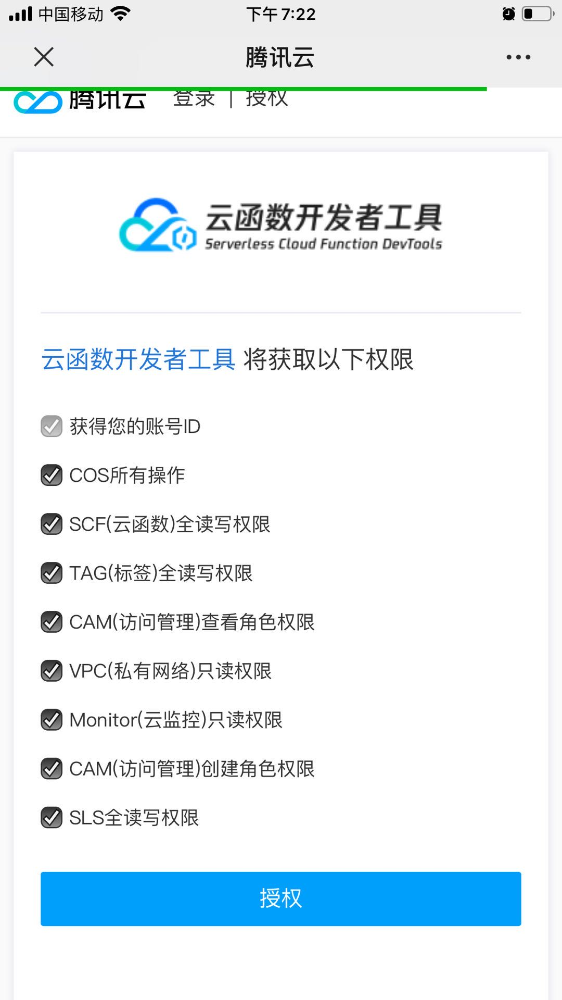 中国移动 下午 7:22
腾讯云
腾讯云 登录 | 授权
云函数开发者工具
Serverless Cloud Function DevTools
云函数开发者工具 将获取以下权限
获得您的账号ID
COS所有操作
SCF(云函数)全读写权限
TAG(标签)全读写权限
CAM(访问管理)查看角色权限
VPC(私有网络)只读权限
Monitor(云监控)只读权限
CAM(访问管理)创建角色权限
SLS全读写权限
授权